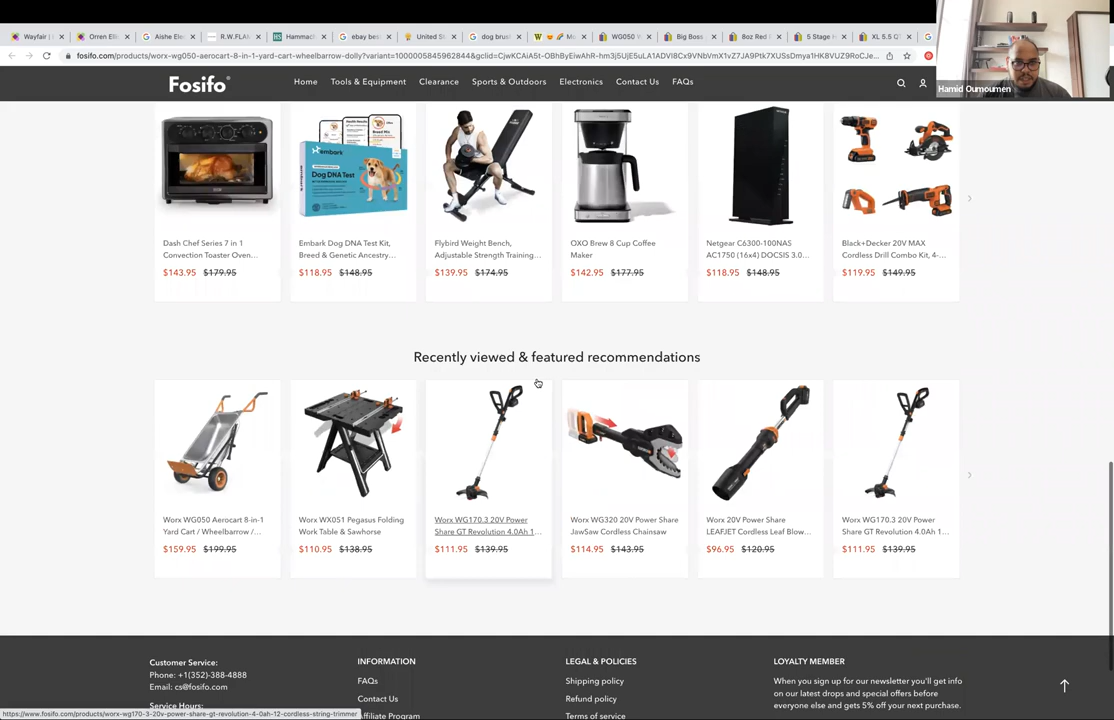 Wayfair |
Orren Elli
Aishe Elen
R.W.FLAM
Hammact
ebay bes
United St
dog brus
M
WG050 W
Big Boss
8oz Red
5 Stage H
XL 5.5 QT
fosifo.com/products/worx-wg050-aerocart-8-in-1-yard-cart-wheelbarrow-dolly?variant=10000058459628
Hamid Oumoumen
Fosifo
Home Tools & Equipment Clearance Sports & Outdoors Electronics Contact Us FAQs
Dash Chef Series 7 in 1
Convection Toaster Oven...
$143.95 $179.95
embark
Dog DNA Test
Embark Dog DNA Test Kit,
Breed & Genetic Ancestry...
$118.95 $148.95
Flybird Weight Bench,
Adjustable Strength Training...
$139.95 $174.95
OXO Brew 8 Cup Coffee
Maker
$142.95 $177.95
Netgear C6300-100NAS
AC1750 (16x4) DOCSIS 3.0...
$118.95 $148.95
Black+Decker 20V MAX
Cordless Drill Combo Kit, 4-...
$119.95 $149.95
Recently viewed & featured recommendations
Worx WG050 Aerocart 8-in-1
Yard Cart / Wheelbarrow /...
$159.95 $199.95
Worx WX051 Pegasus Folding
Work Table & Sawhorse
$110.95 $138.95
Worx WG170.3 20V Power
Share GT Revolution 4.0Ah 1...
$111.95 $139.95
Worx WG320 20V Power Share
JawSaw Cordless Chainsaw
$114.95 $143.95
Worx 20V Power Share
LEAFJET Cordless Leaf Blow...
$96.95 $120.95
Worx WG170.3 20V Power
Share GT Revolution 4.0Ah 1...
$111.95 $139.95
Customer Service:
Phone: +1(352)-388-4888
Email: cs@fosifo.com
Service Hours:
INFORMATION
FAQs
Contact Us
Affiliate Program
LEGAL & POLICIES
Shipping policy
Refund policy
Terms of service
LOYALTY MEMBER
When you sign up for our newsletter you'll get info
on our latest drops and special offers before
everyone else and gets 5% off your next purchase.
https://www.fosifo.com/products/worx-wg170-3-20v-power-share-gt-revolution-4-0ah-12-cordless-string-trimmer